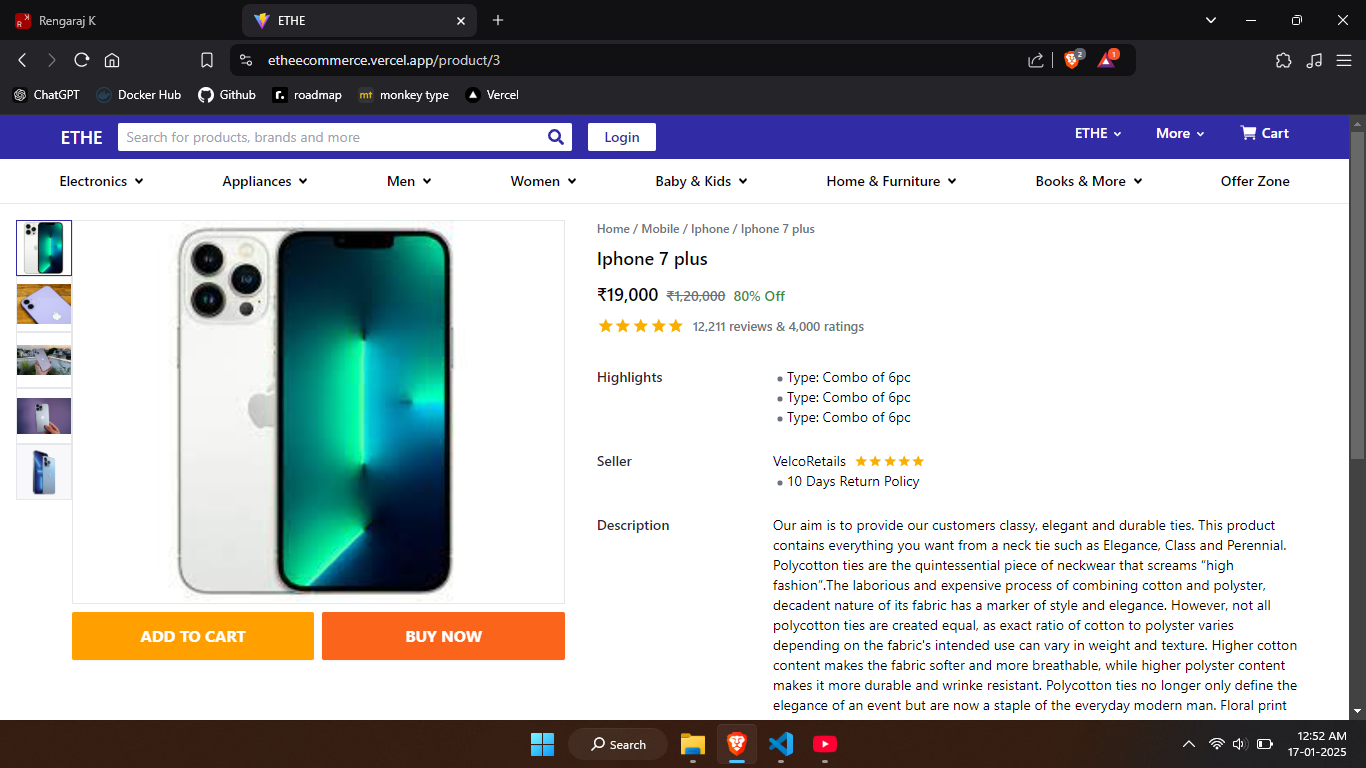 Rengaraj K
ETHE
etheecommerce.vercel.app/product/3
2
1
ChatGPT
Docker Hub
Github
r.
roadmap
mt
monkey type
Vercel
ETHE
Search for products, brands and more
Login
ETHE
More
Cart
Electronics
Appliances
Men
Women
Baby & Kids
Home & Furniture
Books & More
Offer Zone
Home / Mobile / Iphone / Iphone 7 plus
Iphone 7 plus
₹19,000 ₹1,20,000 80% Off
12,211 reviews & 4,000 ratings
Highlights
Type: Combo of 6pc
Type: Combo of 6pc
Type: Combo of 6pc
Seller
VelcoRetails
10 Days Return Policy
Description
Our aim is to provide our customers classy, elegant and durable ties. This product
contains everything you want from a neck tie such as Elegance, Class and Perennial.
Polycotton ties are the quintessential piece of neckwear that screams “high
fashion”.The laborious and expensive process of combining cotton and polyster,
decadent nature of its fabric has a marker of style and elegance. However, not all
polycotton ties are created equal, as exact ratio of cotton to polyster varies
depending on the fabric's intended use can vary in weight and texture. Higher cotton
content makes the fabric softer and more breathable, while higher polyster content
makes it more durable and wrinke resistant. Polycotton ties no longer only define the
elegance of an event but are now a staple of the everyday modern man. Floral print
ADD TO CART
BUY NOW
Search
12:52 AM
17-01-2025